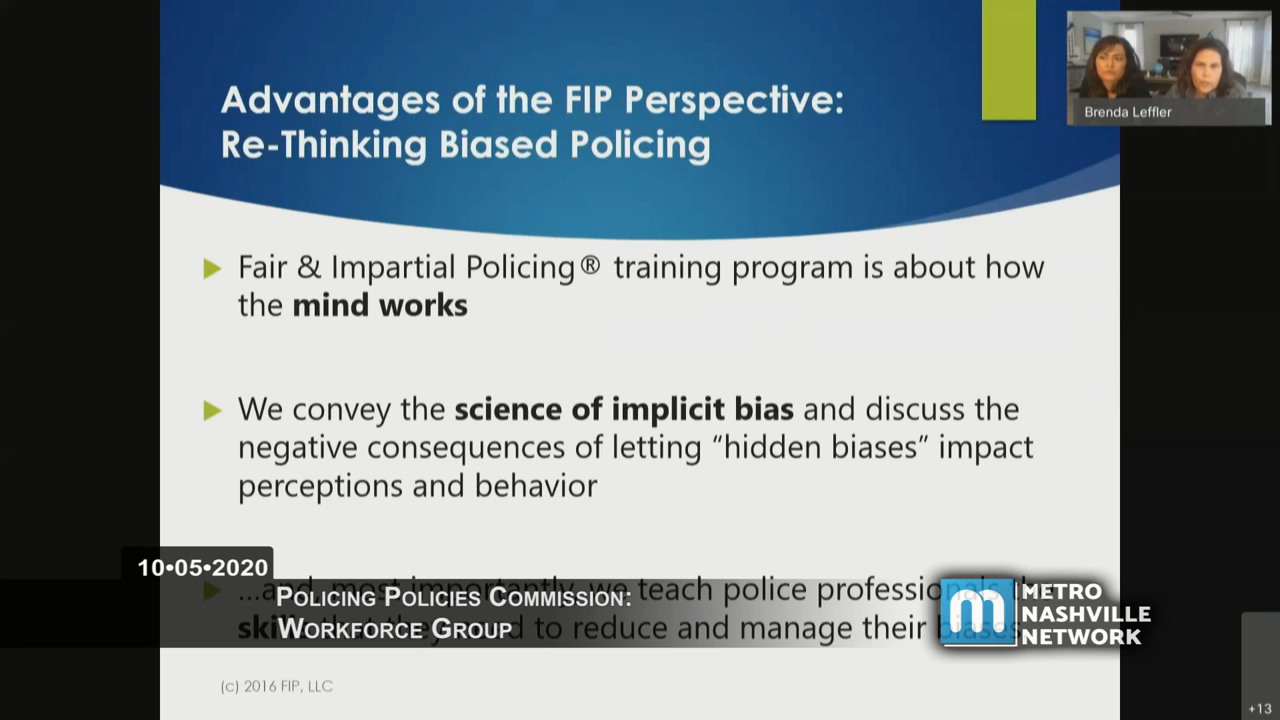 Advantages of the FIP Perspective:
Re-Thinking Biased Policing
Brenda Leffler
Fair & Impartial Policing® training program is about how
the mind works
We convey the science of implicit bias and discuss the
negative consequences of letting “hidden biases” impact
perceptions and behavior
...and, most importantly, we teach police professionals
to reduce and manage their biases
10•05•2020
Policing Policies Commission:
Workforce Group
m
METRO
NASHVILLE
NETWORK
(c) 2016 FIP, LLC
+13